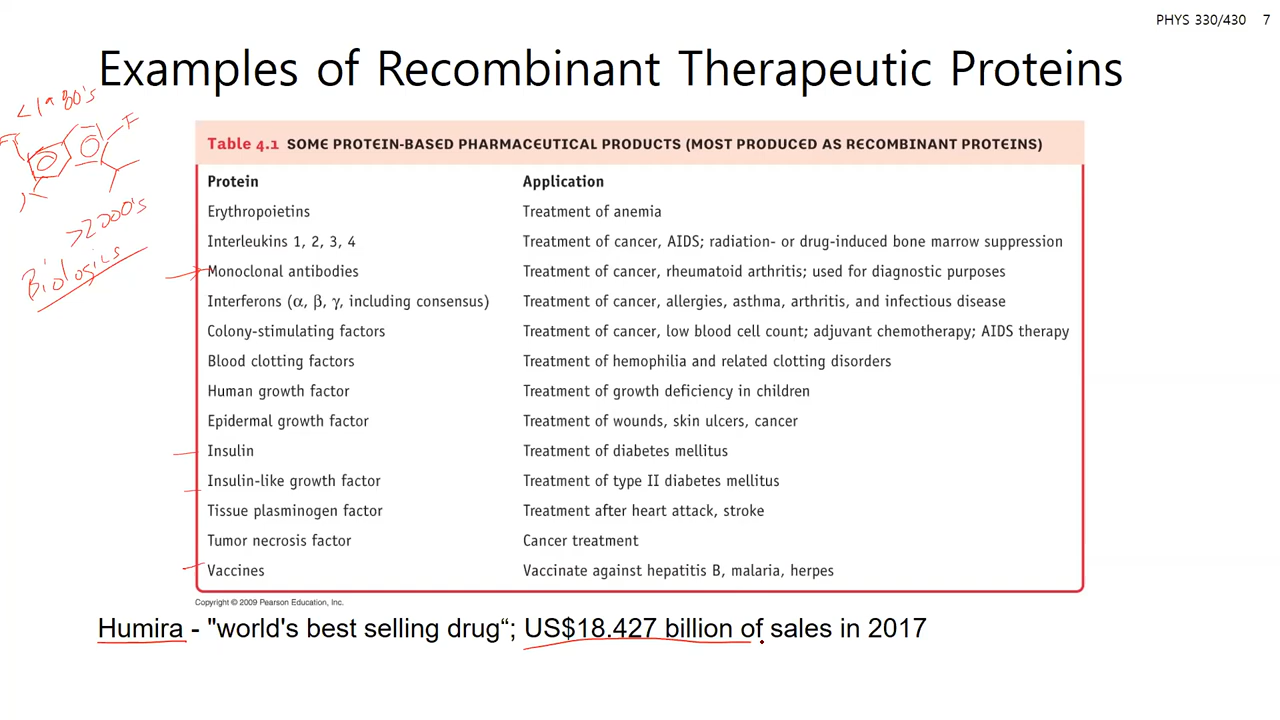 PHYS 330/430 7
Examples of Recombinant Therapeutic Proteins
<1980's
F
F
>2000's
Biologics
Table 4.1 SOME PROTEIN-BASED PHARMACEUTICAL PRODUCTS (MOST PRODUCED AS RECOMBINANT PROTEINS)
Protein Application
Erythropoietins Treatment of anemia
Interleukins 1, 2, 3, 4 Treatment of cancer, AIDS; radiation- or drug-induced bone marrow suppression
Monoclonal antibodies Treatment of cancer, rheumatoid arthritis; used for diagnostic purposes
Interferons (α, β, γ, including consensus) Treatment of cancer, allergies, asthma, arthritis, and infectious disease
Colony-stimulating factors Treatment of cancer, low blood cell count; adjuvant chemotherapy; AIDS therapy
Blood clotting factors Treatment of hemophilia and related clotting disorders
Human growth factor Treatment of growth deficiency in children
Epidermal growth factor Treatment of wounds, skin ulcers, cancer
Insulin Treatment of diabetes mellitus
Insulin-like growth factor Treatment of type II diabetes mellitus
Tissue plasminogen factor Treatment after heart attack, stroke
Tumor necrosis factor Cancer treatment
Vaccines Vaccinate against hepatitis B, malaria, herpes
Copyright © 2009 Pearson Education, Inc.
Humira - "world's best selling drug“; US$18.427 billion of sales in 2017